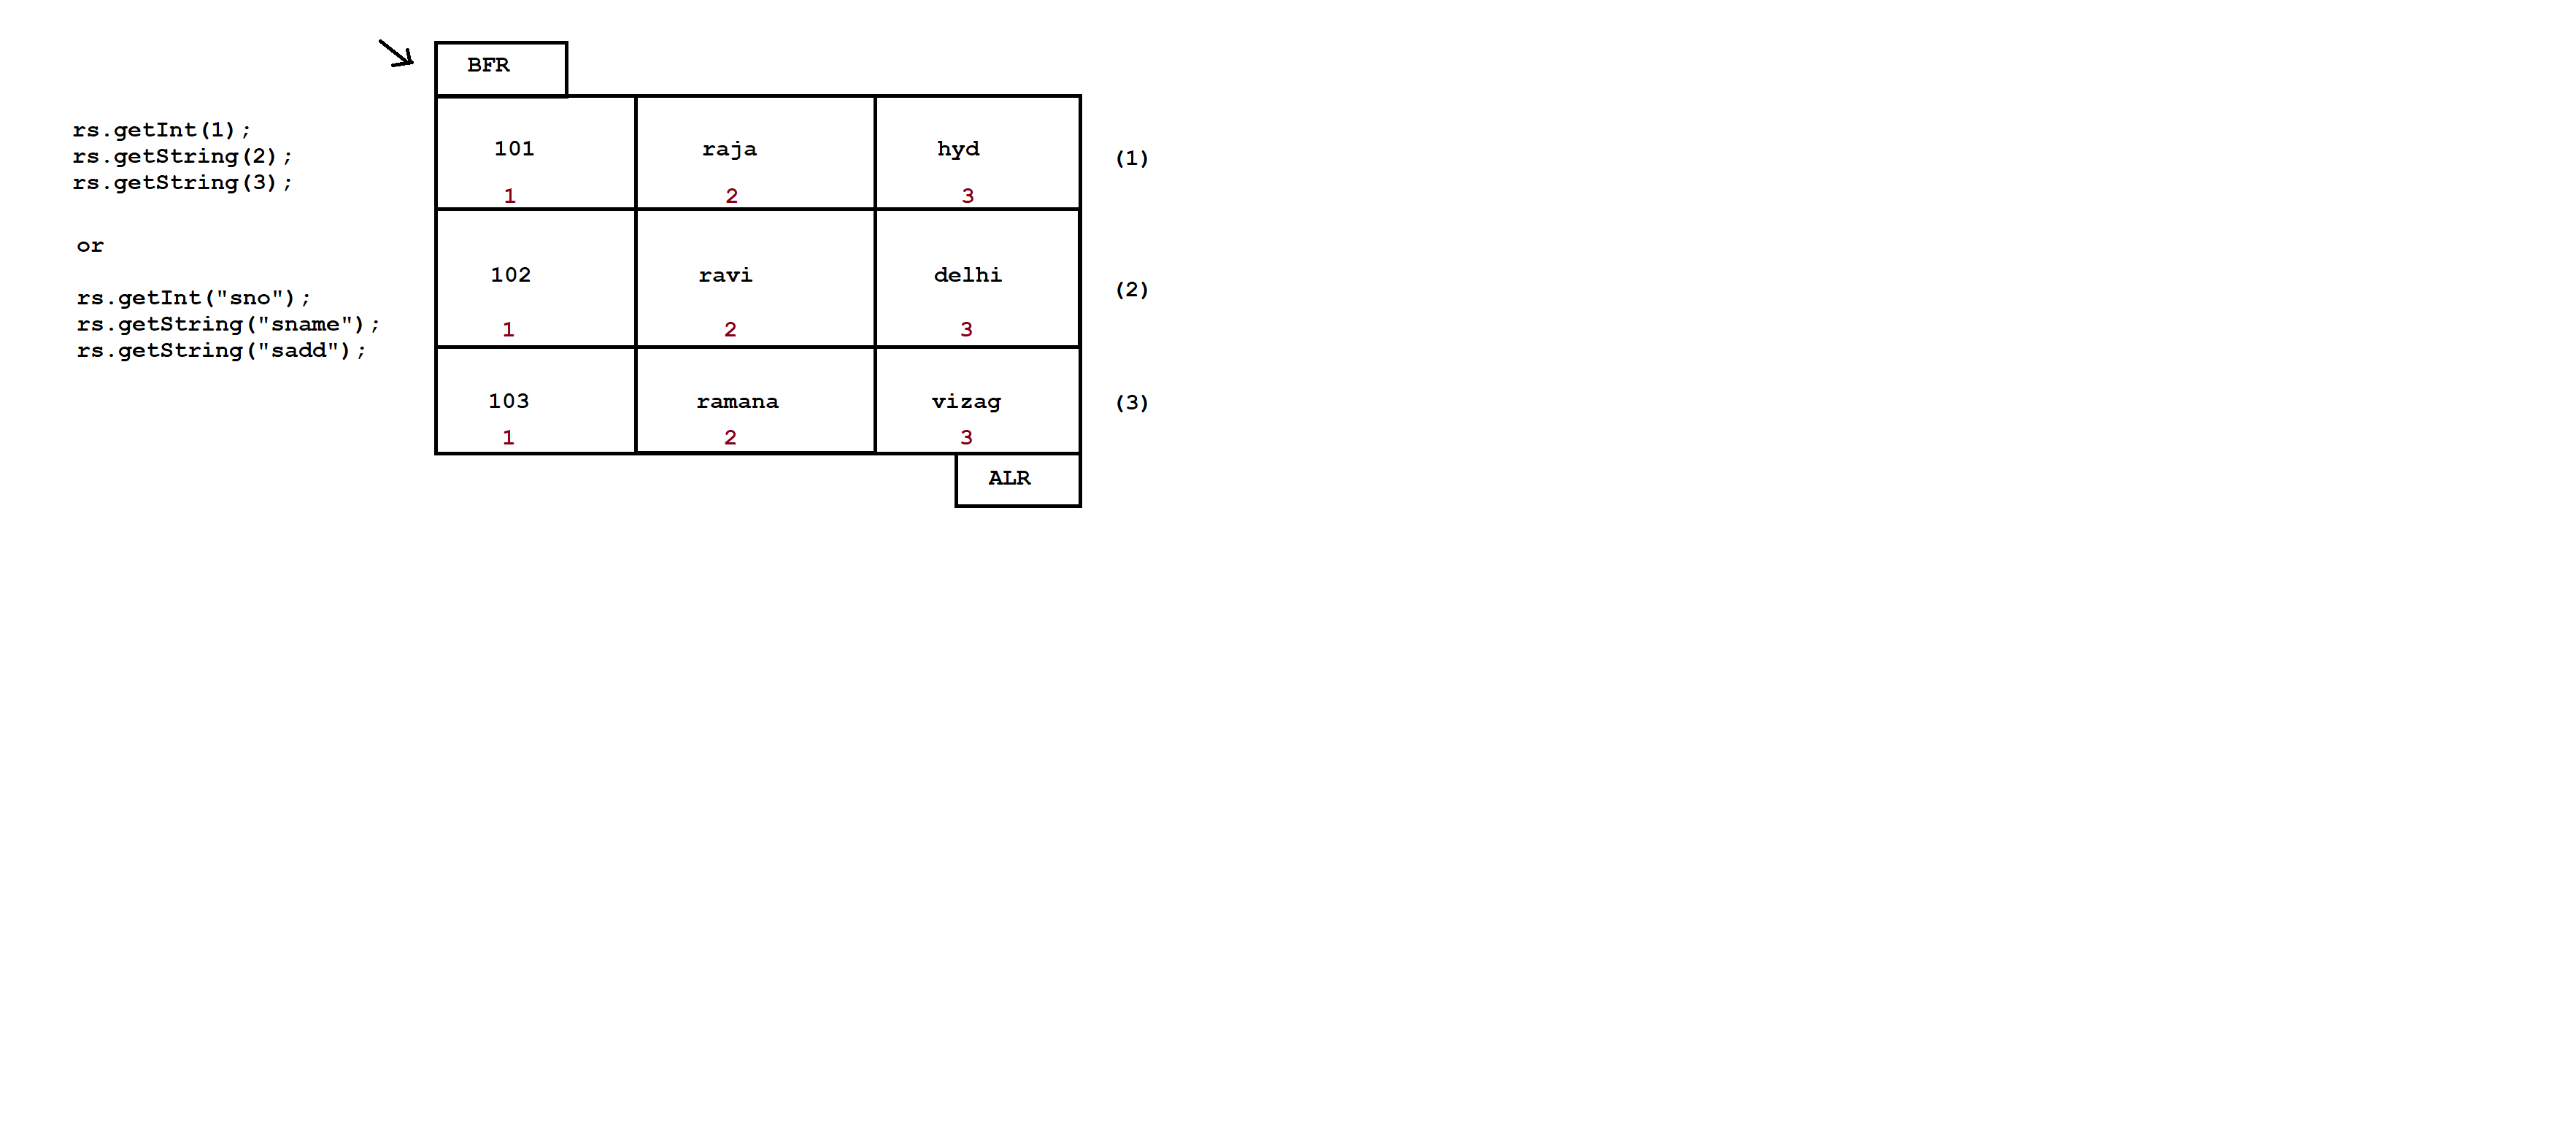 BFR
rs.getInt(1);
rs.getString(2);
rs.getString(3);
or
rs.getInt("sno");
rs.getString("sname");
rs.getString("sadd");
101 raja hyd (1)
1 2 3
102 ravi delhi (2)
1 2 3
103 ramana vizag (3)
1 2 3
ALR